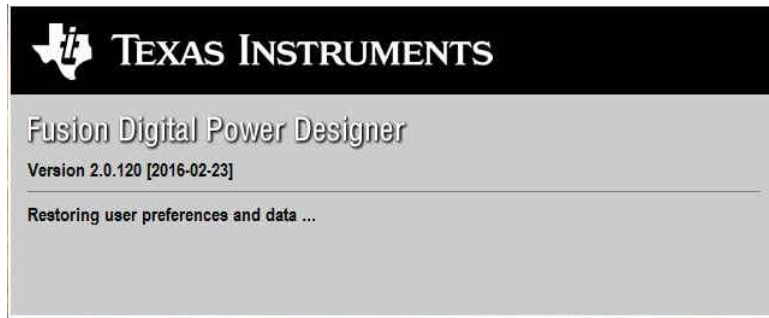 TEXAS INSTRUMENTS
Fusion Digital Power Designer
Version 2.0.120 [2016-02-23]
Restoring user preferences and data ...